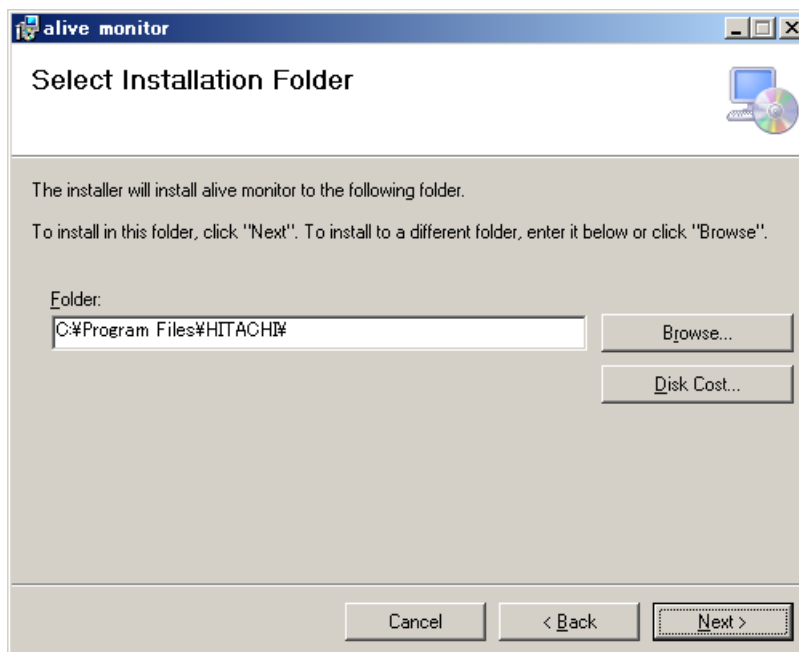 alive monitor
Select Installation Folder
The installer will install alive monitor to the following folder.
To install in this folder, click "Next". To install to a different folder, enter it below or click "Browse".
Folder:
C:¥Program Files¥HITACHI¥
Browse...
Disk Cost...
Cancel
< Back
Next >